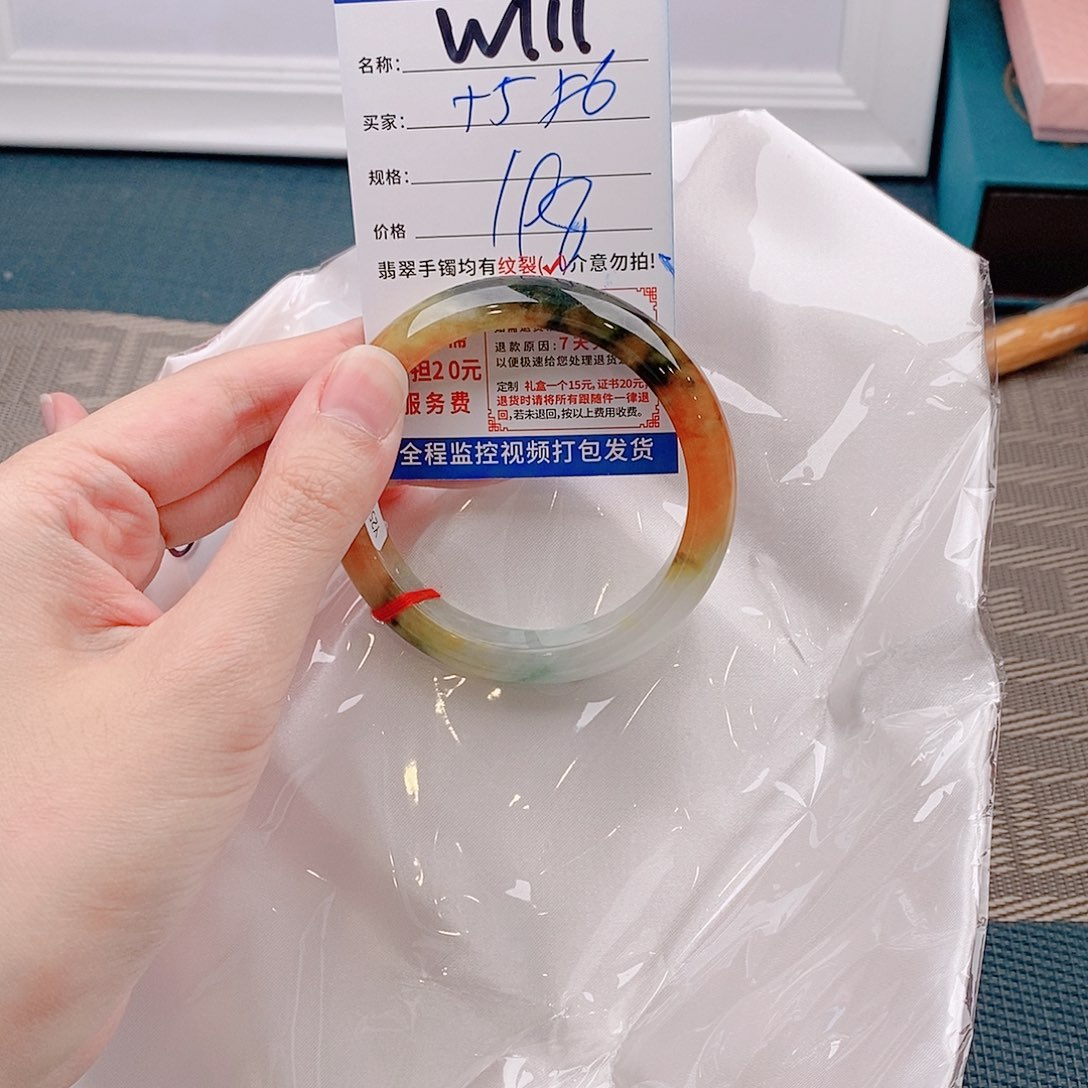 名称: will
买家: +5 56
规格:
价格
翡翠手镯均有纹裂(✓)介意勿拍!
退款原因:7天
担20元
以便极速给您处理退货
定制 礼盒一个15元,证书20元,
服务费
退货时请将所有跟随件一律退
回,若未退回,按以上费用收费。
全程监控视频打包发货